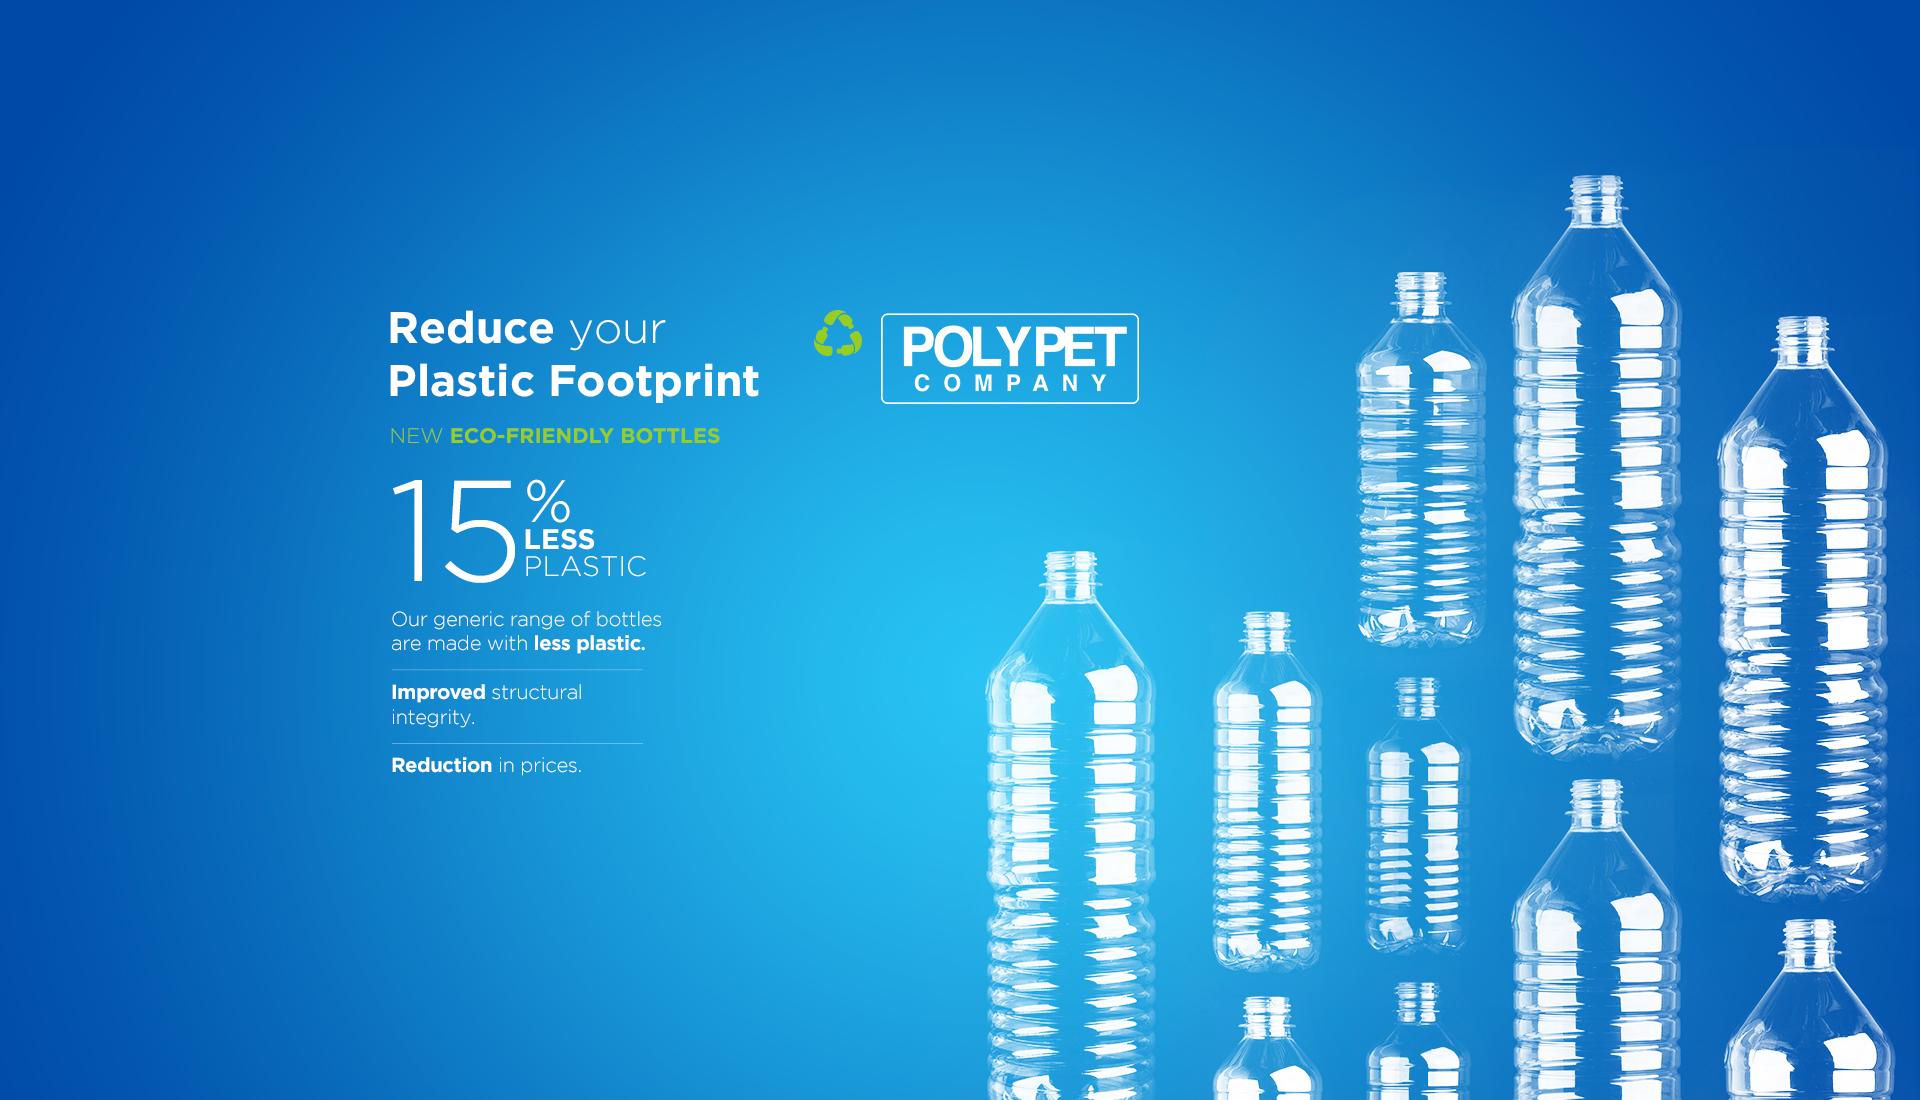 Reduce your
Plastic Footprint
NEW ECO-FRIENDLY BOTTLES
15%
LESS
PLASTIC
Our generic range of bottles
are made with less plastic.
Improved structural
integrity.
Reduction in prices.
POLYPET
COMPANY